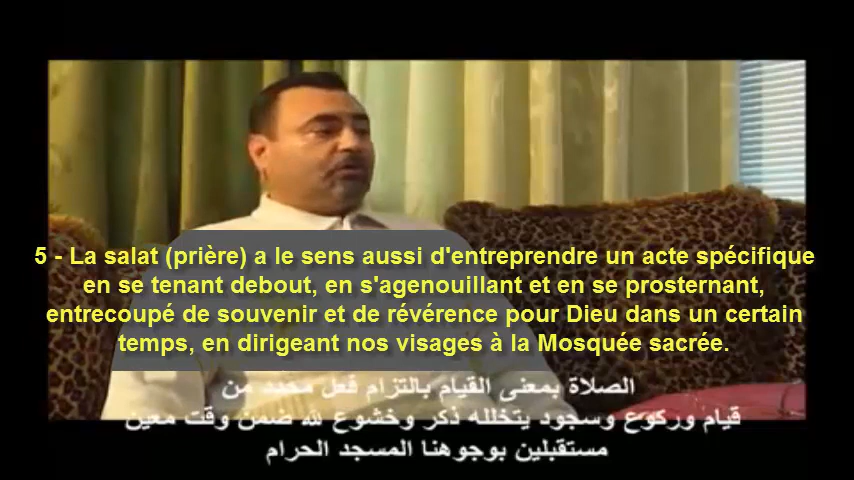 5 - La salat (prière) a le sens aussi d'entreprendre un acte spécifique
en se tenant debout, en s'agenouillant et en se prosternant,
entrecoupé de souvenir et de révérence pour Dieu dans un certain
temps, en dirigeant nos visages à la Mosquée sacrée.
الصلاة بمعنى القيام بالتزام فعل محدد من
قيام وركوع وسجود يتخلله ذكر وخشوع لله ضمن وقت معين
مستقبلين بوجوهنا المسجد الحرام